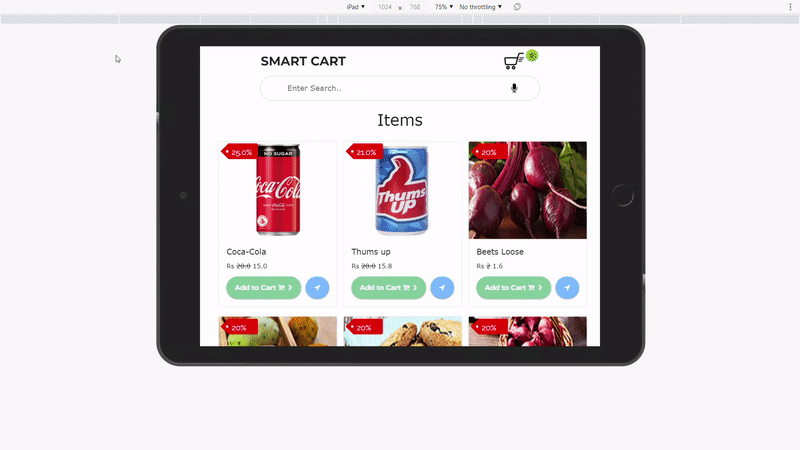 iPad ▼ 1024 × 768 75% ▼ No throttling ▼
SMART CART
Enter Search..
Items
25.0%
NO SUGAR
Coca-Cola
Coca-Cola
Rs 20.0 15.0
Add to Cart
21.0%
Thums
UP
Thums up
Rs 20.0 15.8
Add to Cart
20%
Beets Loose
Rs 2 1.6
Add to Cart
20%
20%
20%